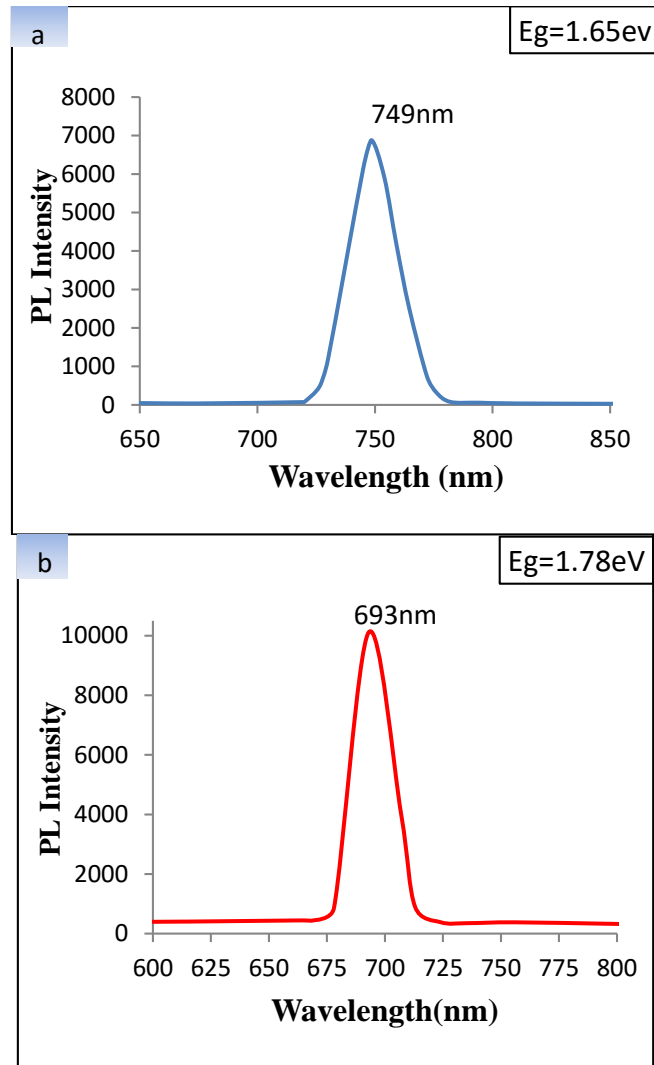 a
Eg=1.65ev
749nm
8000
7000
6000
5000
4000
3000
2000
1000
0
PL Intensity
650 700 750 800 850
Wavelength (nm)
b
Eg=1.78eV
693nm
10000
8000
6000
4000
2000
0
PL Intensity
600 625 650 675 700 725 750 775 800
Wavelength(nm)